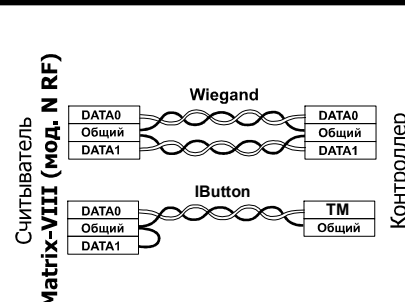 Считыватель
Matrix-VIII (мод. N RF)
Wiegand
DATA0
Общий
DATA1
DATA0
Общий
DATA1
IButton
DATA0
Общий
DATA1
TM
Общий
Контроллер